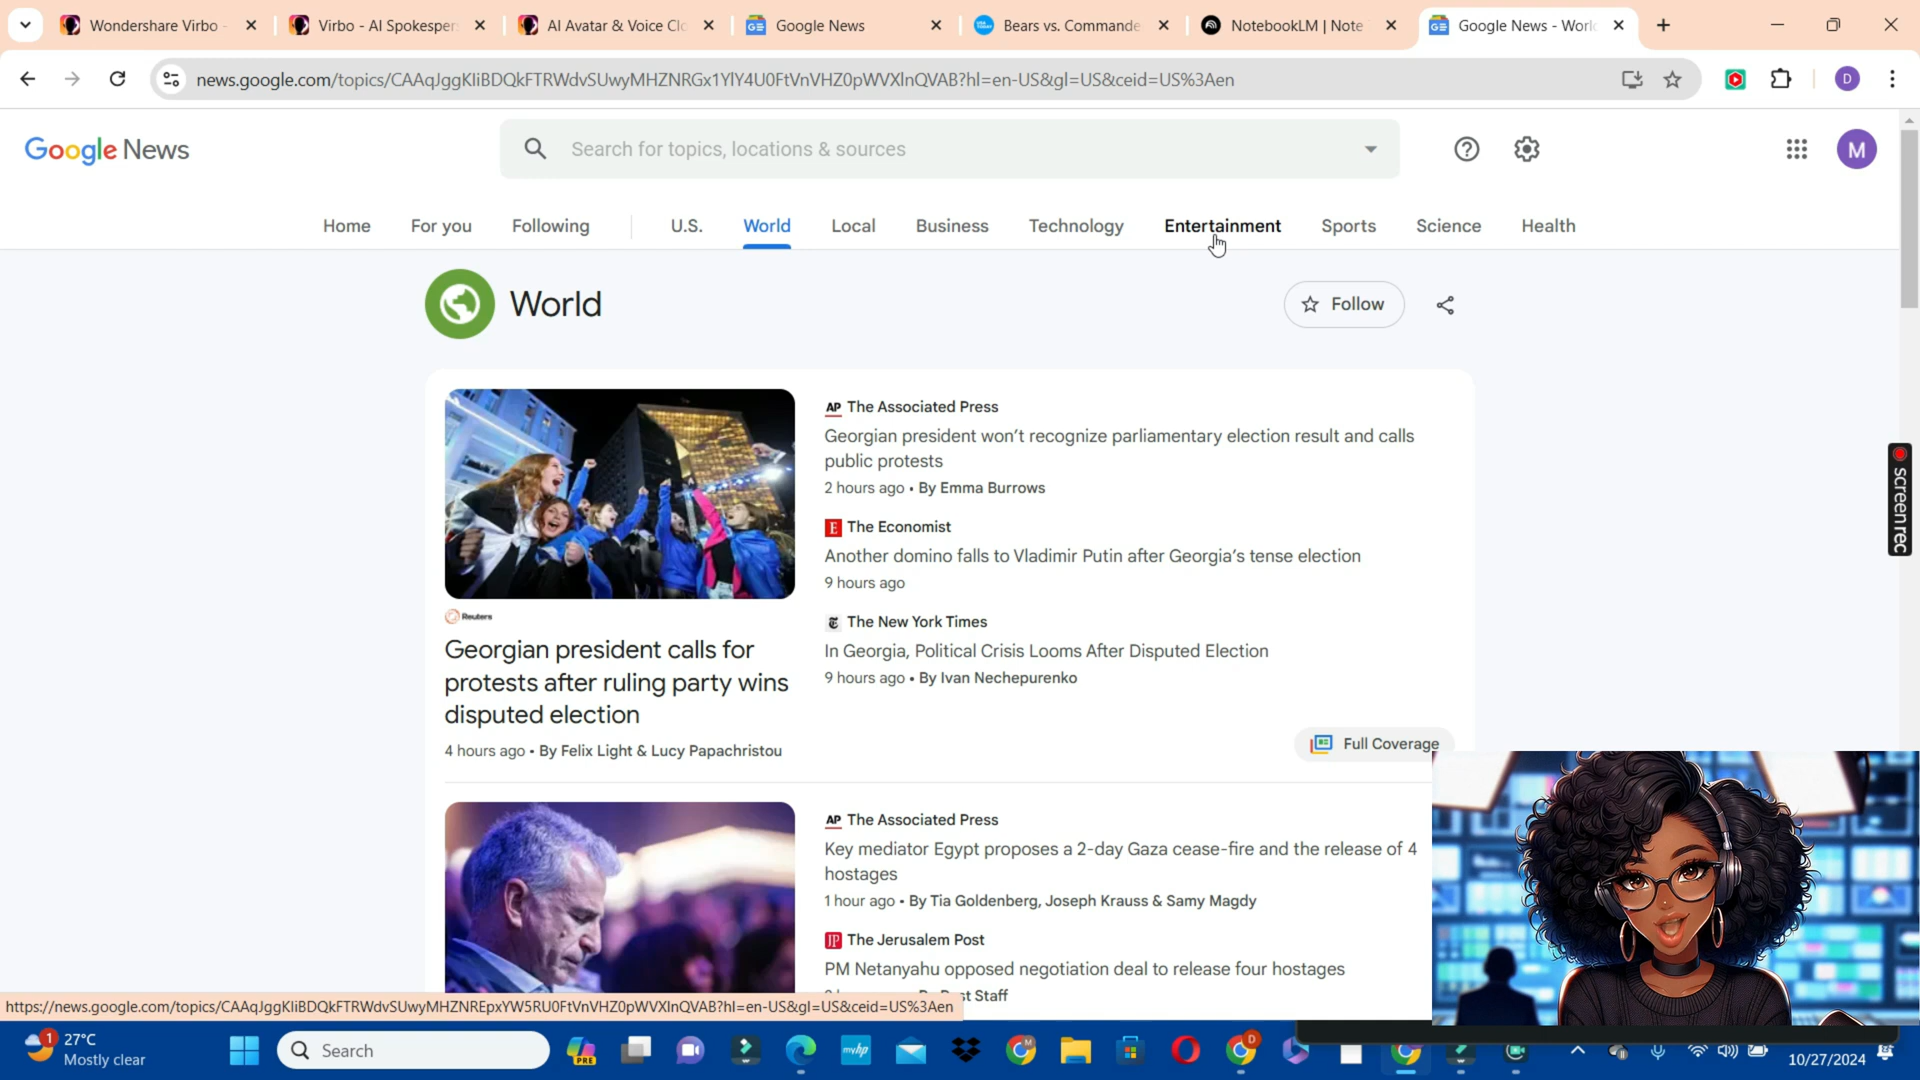 Wondershare Virbo -
Virbo - AI Spokesper
AI Avatar & Voice Clo
Google News
Bears vs. Commande
NotebookLM | Note
Google News - Worl
news.google.com/topics/CAAqJggKIiBDQkFTRWdvSUwyMHZNRGx1YlY4U0FtVnVHZ0pWVXlnQVAB?hl=en-US&gl=US&ceid=US%3Aen
D
Google News
Search for topics, locations & sources
M
Home
For you
Following
U.S.
World
Local
Business
Technology
Entertainment
Sports
Science
Health
World
Follow
AP The Associated Press
Georgian president won't recognize parliamentary election result and calls
public protests
2 hours ago • By Emma Burrows
E The Economist
Another domino falls to Vladimir Putin after Georgia's tense election
9 hours ago
The New York Times
In Georgia, Political Crisis Looms After Disputed Election
9 hours ago • By Ivan Nechepurenko
Reuters
Georgian president calls for
protests after ruling party wins
disputed election
4 hours ago • By Felix Light & Lucy Papachristou
Full Coverage
AP The Associated Press
Key mediator Egypt proposes a 2-day Gaza cease-fire and the release of 4
hostages
1 hour ago • By Tia Goldenberg, Joseph Krauss & Samy Magdy
JP The Jerusalem Post
PM Netanyahu opposed negotiation deal to release four hostages
st Staff
screenrec
https://news.google.com/topics/CAAqJggKIiBDQkFTRWdvSUwyMHZNREpxYW5RU0FtVnVHZ0pWVXlnQVAB?hl=en-US&gl=US&ceid=US%3Aen
1
27°C
Mostly clear
Search
PRE
myhp
M
D
10/27/2024